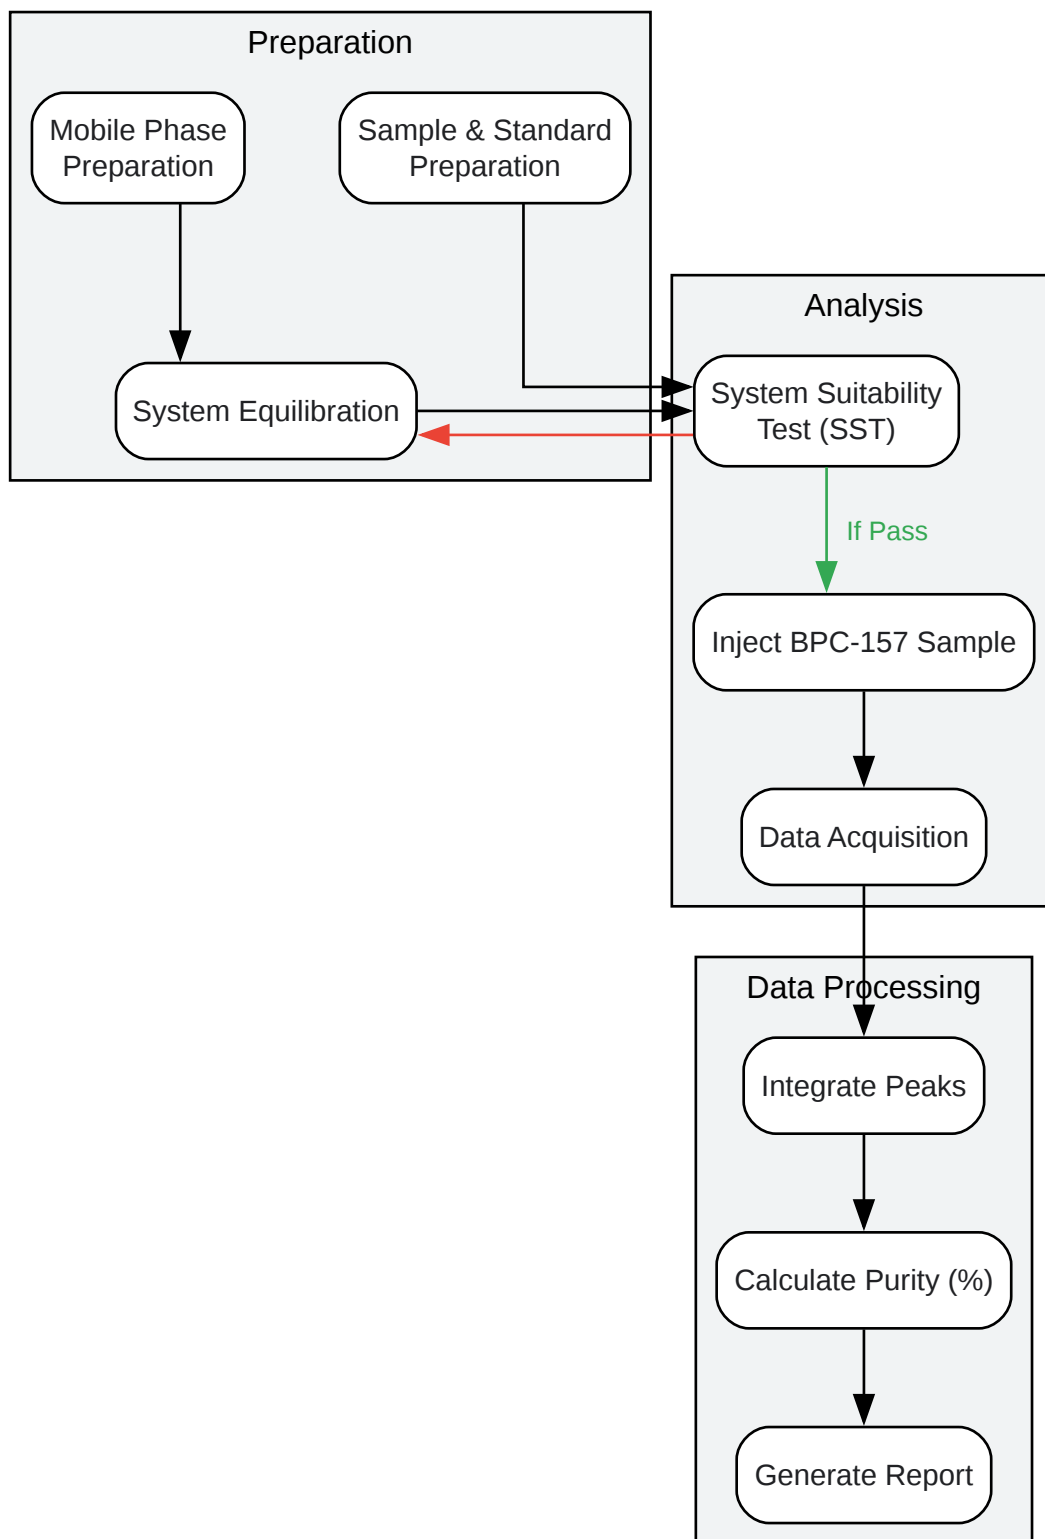 Preparation
Mobile Phase
Preparation
Sample & Standard
Preparation
System Equilibration
Analysis
System Suitability
Test (SST)
If Pass
Inject BPC-157 Sample
Data Acquisition
Data Processing
Integrate Peaks
Calculate Purity (%)
Generate Report